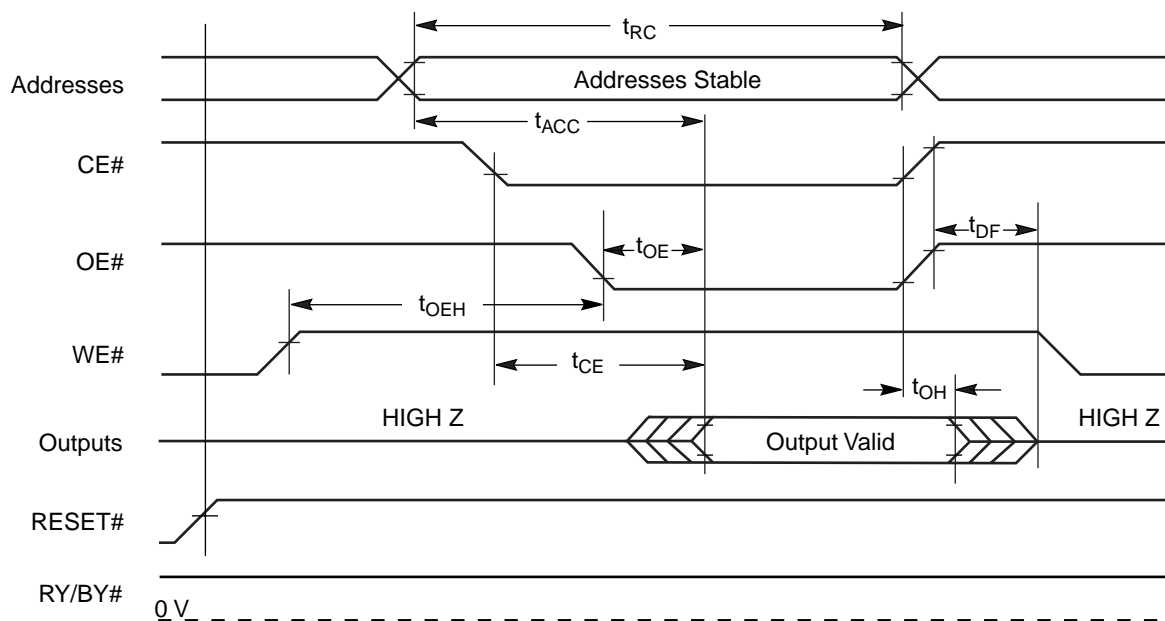 tRC
Addresses
Addresses Stable
tACC
CE#
tDF
OE#
tOE
tOEH
WE#
tCE
tOH
HIGH Z
HIGH Z
Outputs
Output Valid
RESET#
RY/BY#
0 V